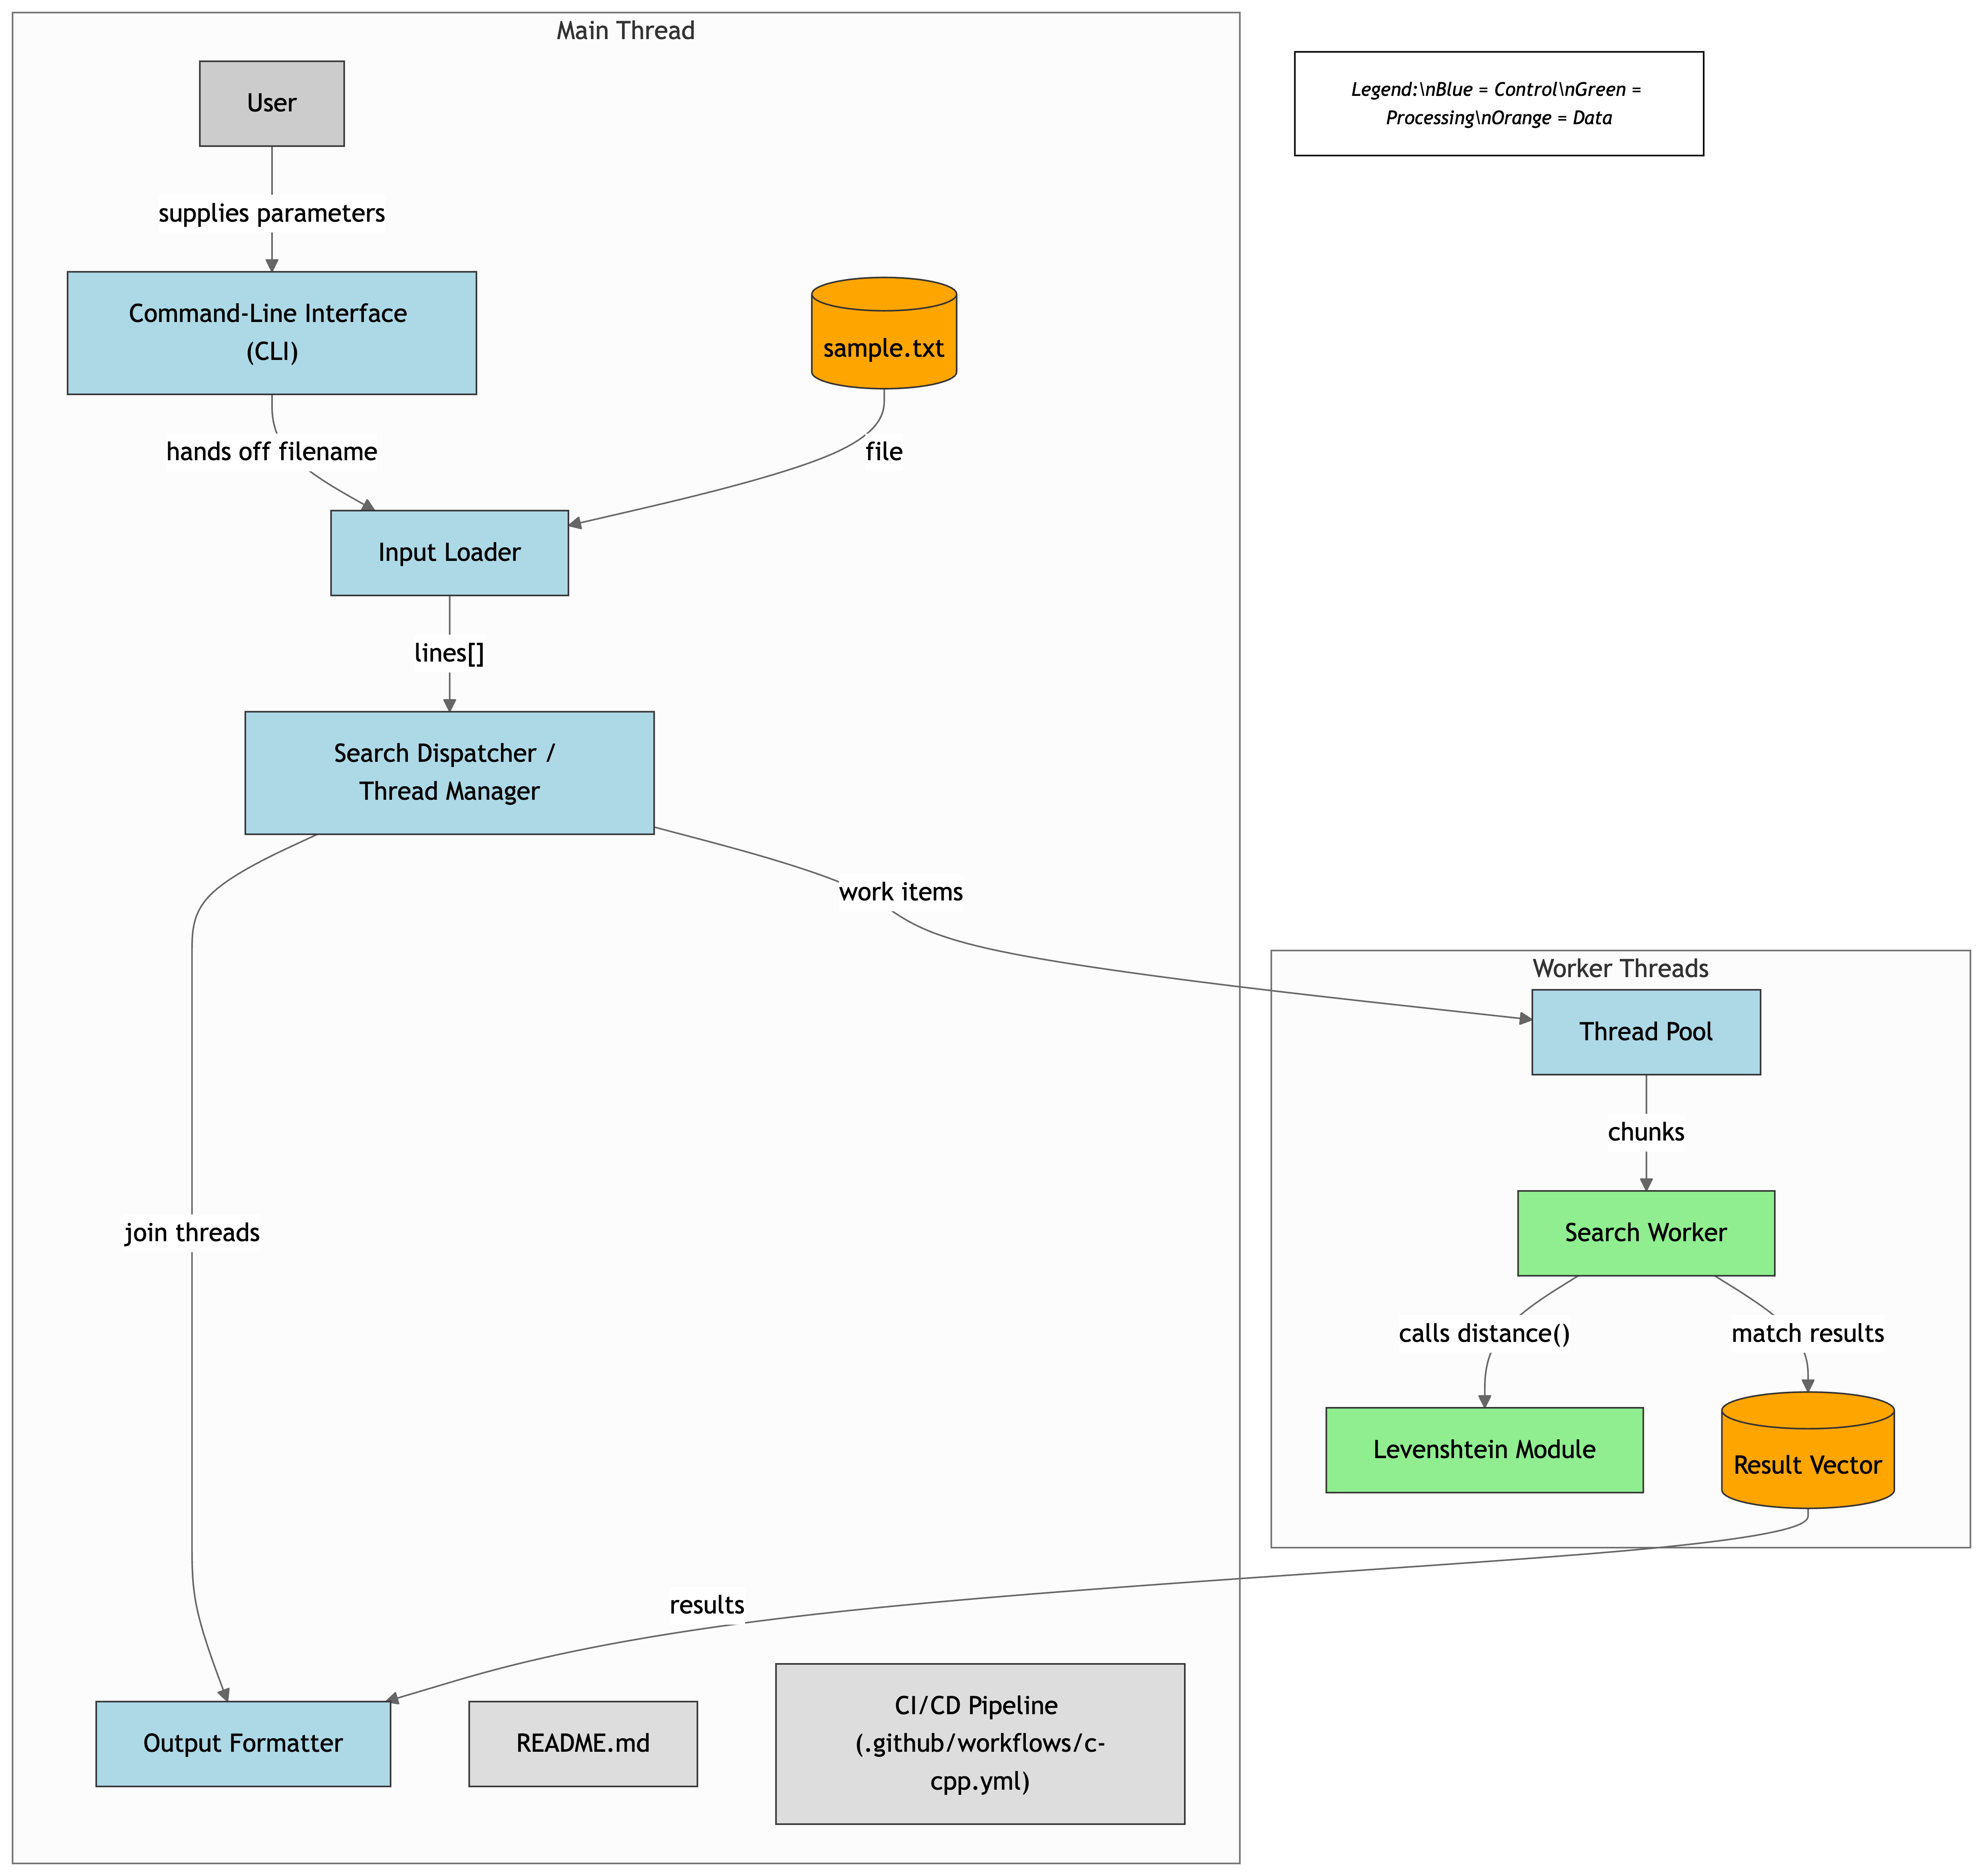 Main Thread
User
Legend:\nBlue = Control\nGreen =
Processing\nOrange = Data
supplies parameters
Command-Line Interface
(CLI)
sample.txt
hands off filename
file
Input Loader
lines[]
Search Dispatcher /
Thread Manager
work items
Worker Threads
Thread Pool
chunks
join threads
Search Worker
calls distance()
match results
Levenshtein Module
Result Vector
results
Output Formatter
README.md
CI/CD Pipeline
(.github/workflows/c-
cpp.yml)